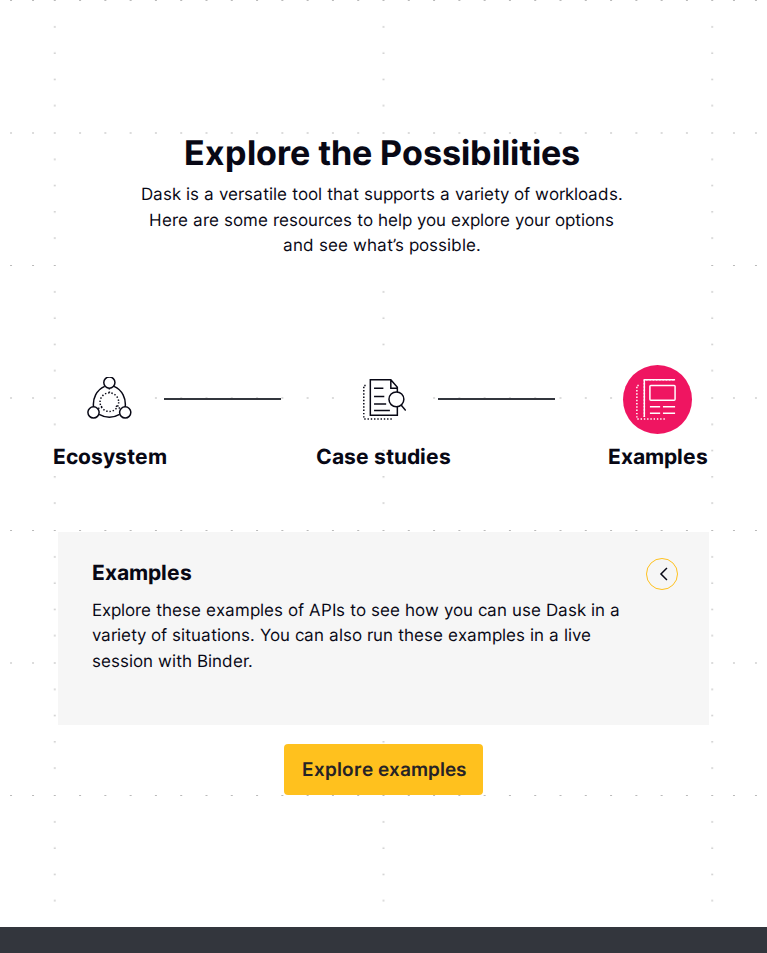 Explore the Possibilities
Dask is a versatile tool that supports a variety of workloads.
Here are some resources to help you explore your options
and see what’s possible.
Ecosystem
Case studies
Examples
Examples
Explore these examples of APIs to see how you can use Dask in a
variety of situations. You can also run these examples in a live
session with Binder.
Explore examples